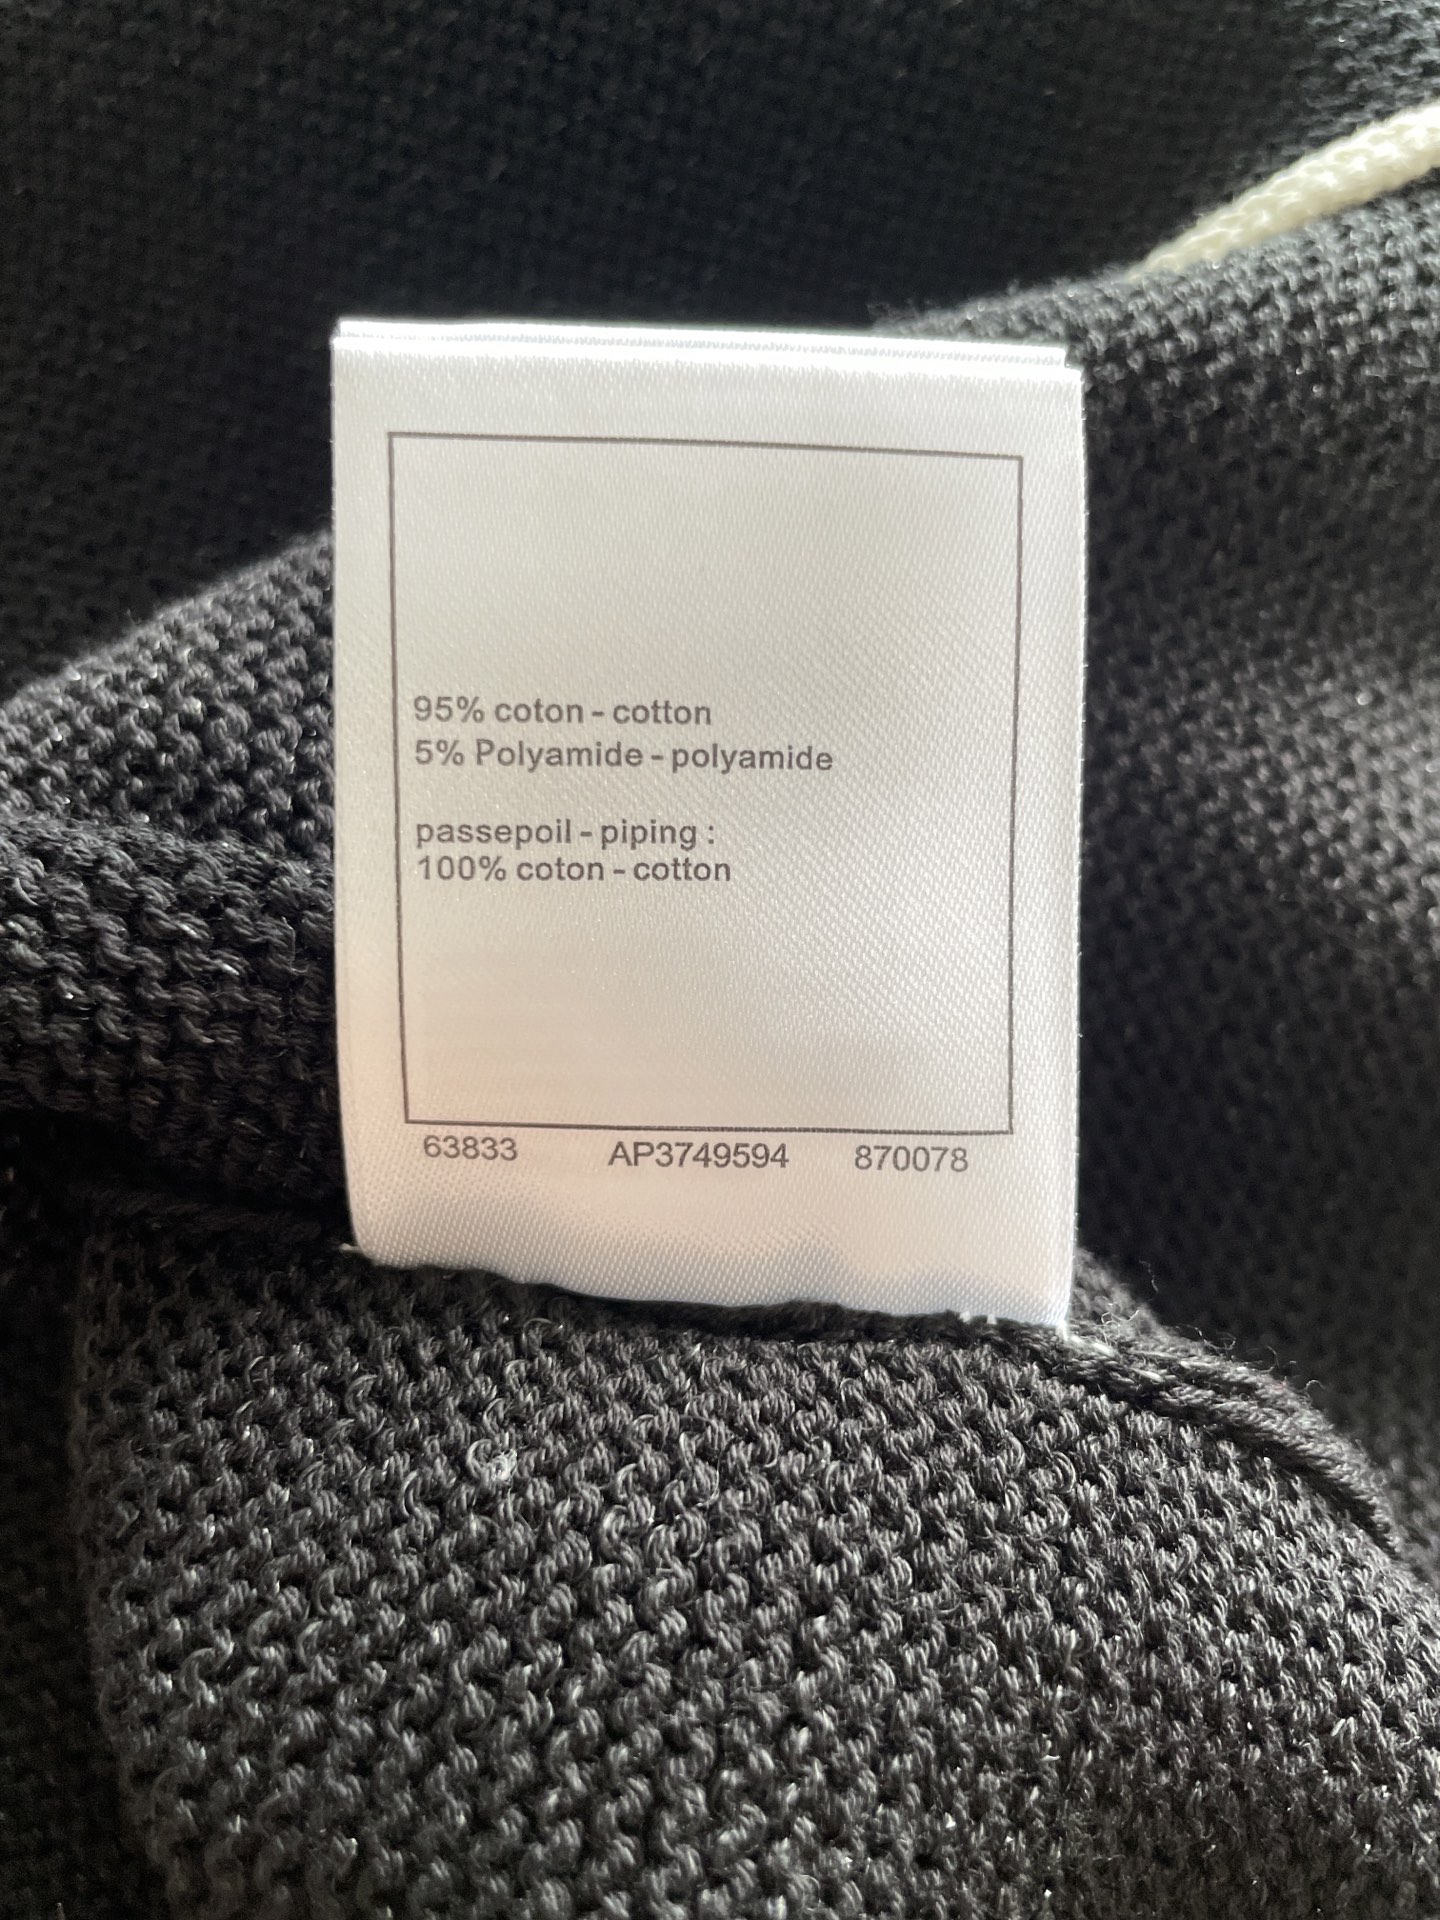 95% coton - cotton
5% Polyamide - polyamide
passepoil - piping :
100% coton - cotton
63833 AP3749594 870078